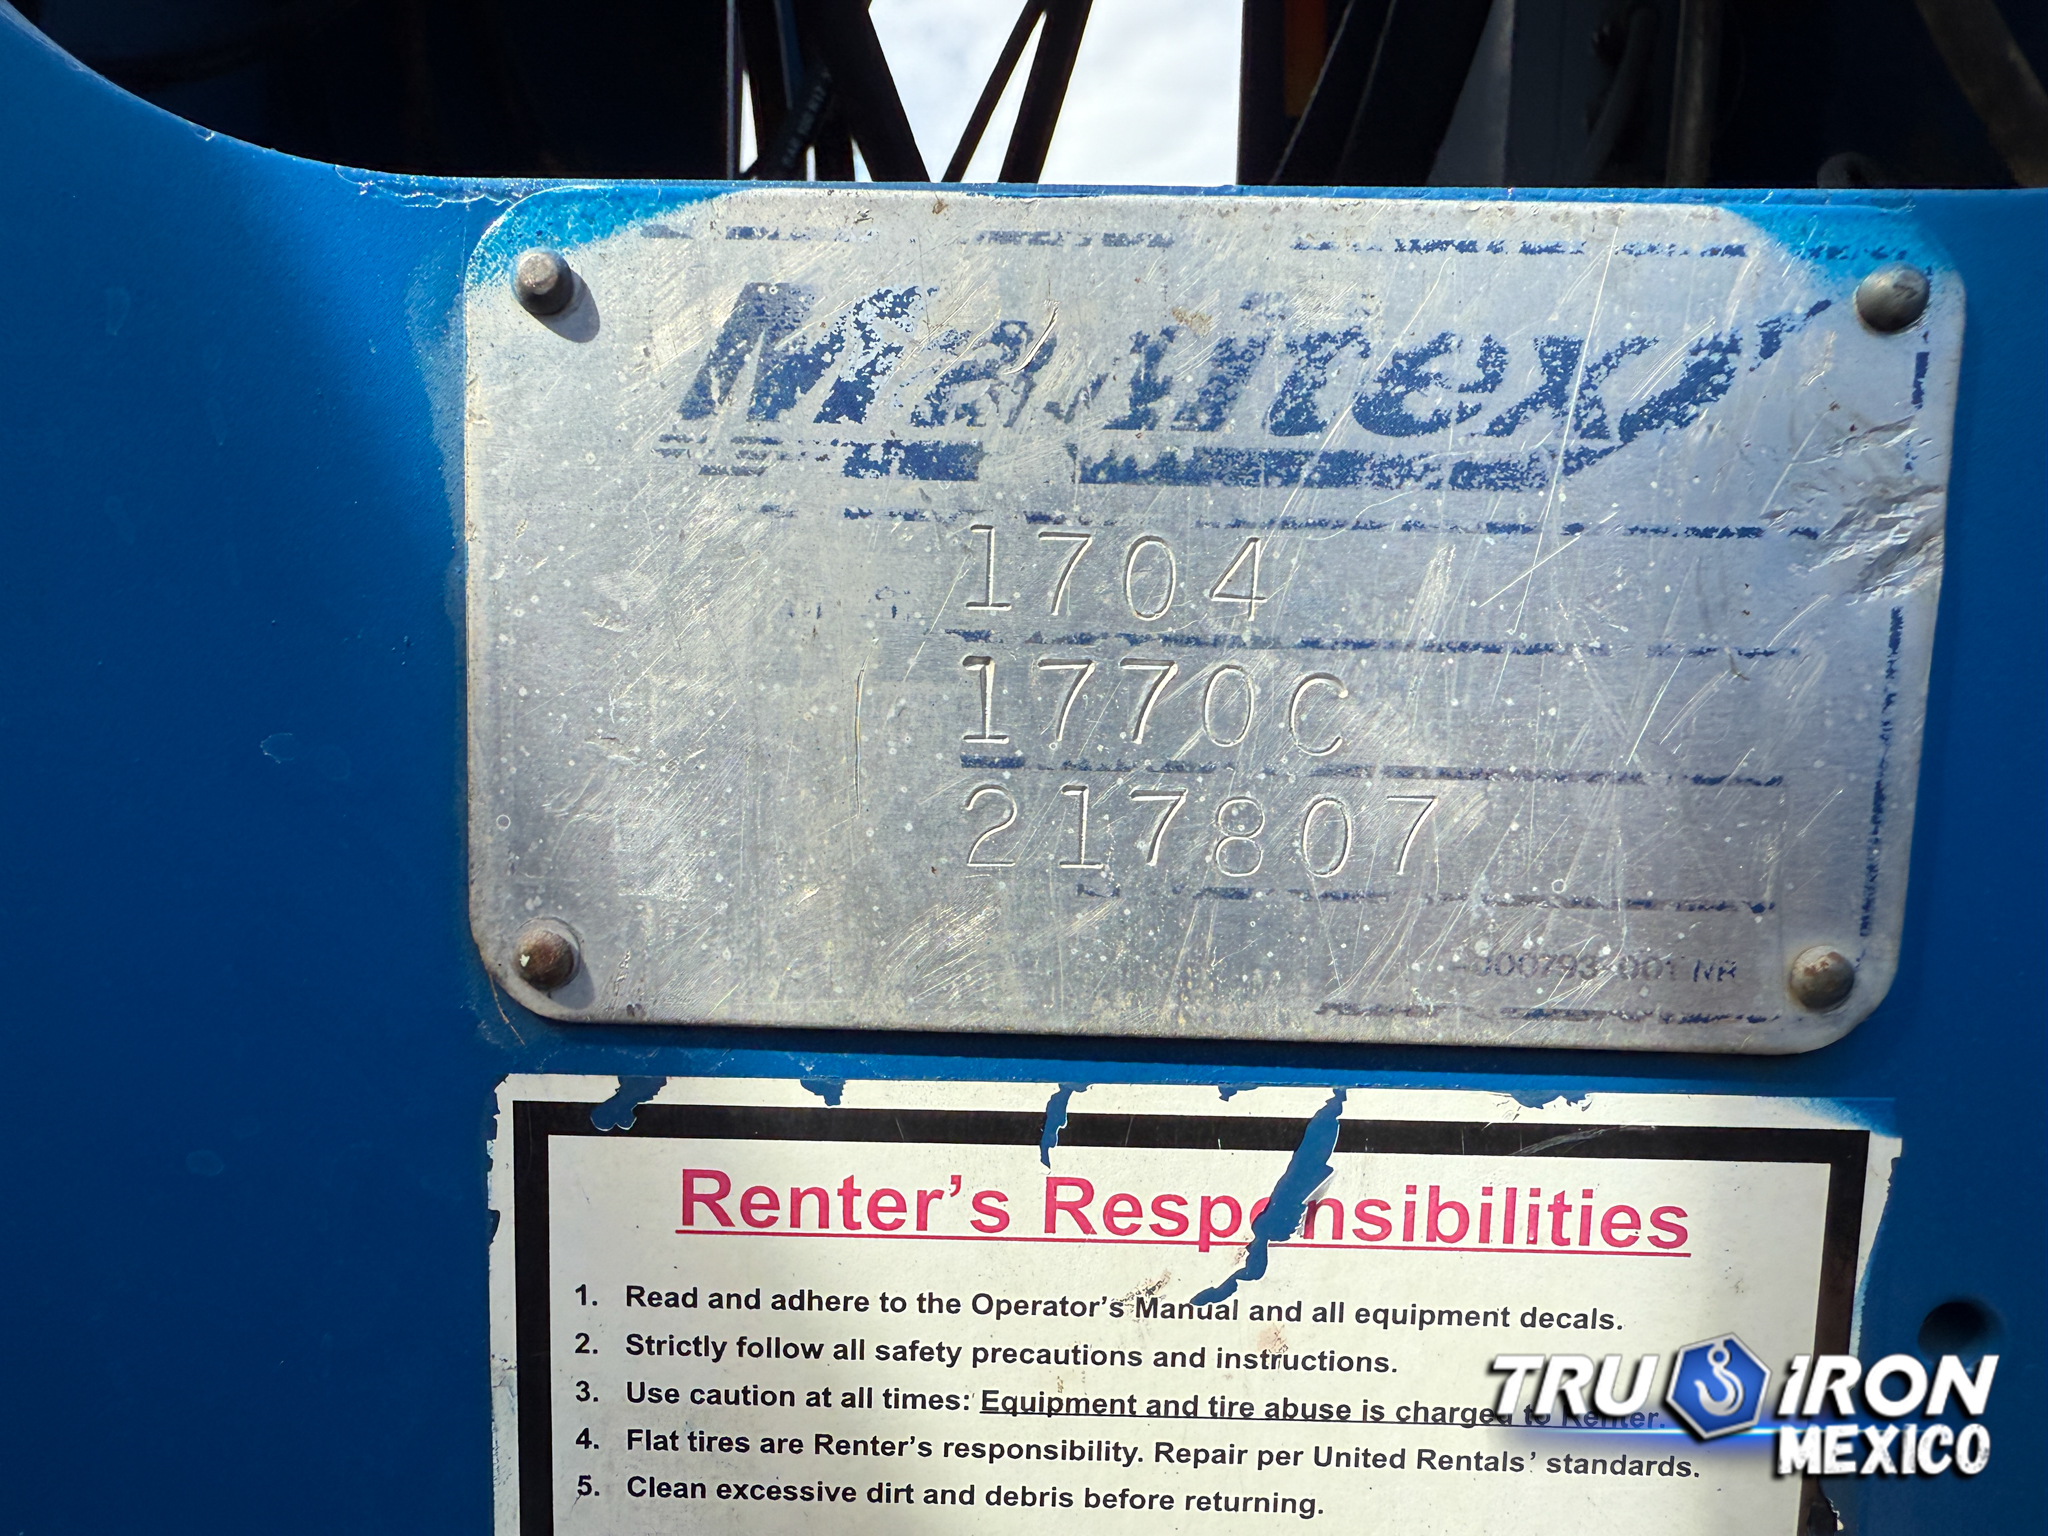 Manitex
1704
1770C
217807
Renter's Responsibilities
1. Read and adhere to the Operator's Manual and all equipment decals.
2. Strictly follow all safety precautions and instructions.
3. Use caution at all times: Equipment and tire abuse is charged to Renter.
4. Flat tires are Renter's responsibility. Repair per United Rentals' standards.
5. Clean excessive dirt and debris before returning.
TRU IRON
MEXICO